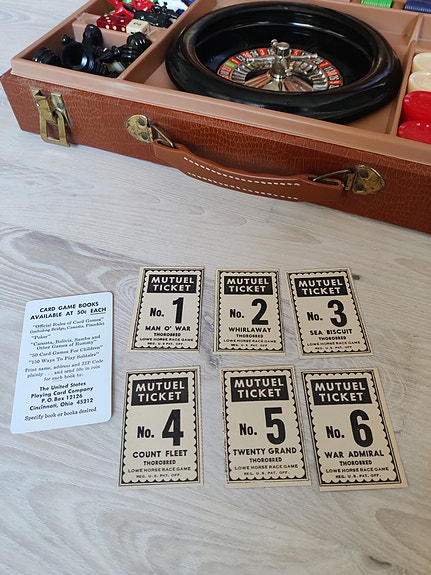 CARD GAME BOOKS
AVAILABLE AT 50¢ EACH
"Official Rules of Card Games"
(including Bridge, Canasta, Pinochle)
"Poker"
"Canasta, Bolivia, Samba and
Other Games of Rummy"
"50 Card Games For Children"
"150 Ways To Play Solitaire"
Print name, address and ZIP Code
plainly . . . and send 50¢ in coin
for each book to:
The United States
Playing Card Company
P.O. Box 12126
Cincinnati, Ohio 45212
Specify book or books desired
MUTUEL
TICKET
No. 1
MAN O' WAR
THOROBRED
LOWE HORSE RACE GAME
REG. U.S. PAT. OFF.
MUTUEL
TICKET
No. 2
WHIRLAWAY
THOROBRED
LOWE HORSE RACE GAME
REG. U.S. PAT. OFF.
MUTUEL
TICKET
No. 3
SEA BISCUIT
THOROBRED
LOWE HORSE RACE GAME
REG. U.S. PAT. OFF.
MUTUEL
TICKET
No. 4
COUNT FLEET
THOROBRED
LOWE HORSE RACE GAME
REG. U.S. PAT. OFF.
MUTUEL
TICKET
No. 5
TWENTY GRAND
THOROBRED
LOWE HORSE RACE GAME
REG. U.S. PAT. OFF.
MUTUEL
TICKET
No. 6
WAR ADMIRAL
THOROBRED
LOWE HORSE RACE GAME
REG. U.S. PAT. OFF.